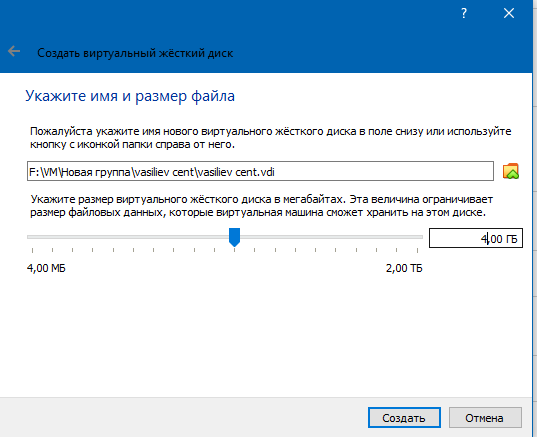 ?
Создать виртуальный жёсткий диск
Укажите имя и размер файла
Пожалуйста укажите имя нового виртуального жёсткого диска в поле снизу или используйте
кнопку с иконкой папки справа от него.
F:\VM\Новая группа\vasiliev cent\vasiliev cent.vdi
Укажите размер виртуального жёсткого диска в мегабайтах. Эта величина ограничивает
размер файловых данных, которые виртуальная машина сможет хранить на этом диске.
4,00 ГБ
4,00 МБ 2,00 ТБ
Создать Отмена